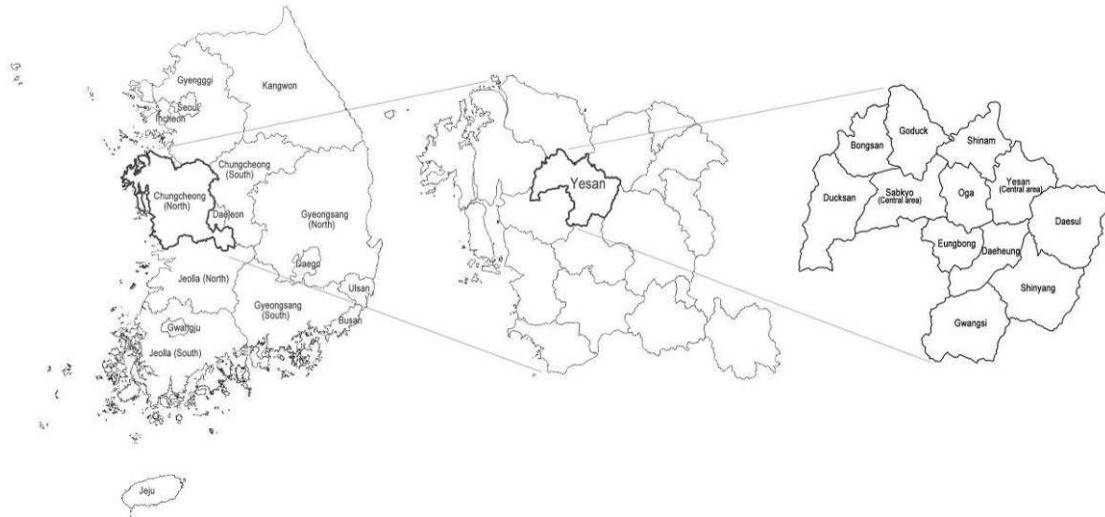 Gyengggi
Kangwon
Seoul
Incheon
Chungcheong
(South)
Chungcheong
(North)
Daejeon
Gyeongsang
(North)
Daegu
Jeolla (North)
Ulsan
Gyeongsang
(South)
Busan
Gwangju
Jeolla (South)
Jeju
Yesan
Goduck
Bongsan
Shinam
Ducksan
Sabkyo
(Central area)
Oga
Yesan
(Central area)
Daesul
Eungbong
Daeheung
Shinyang
Gwangsi